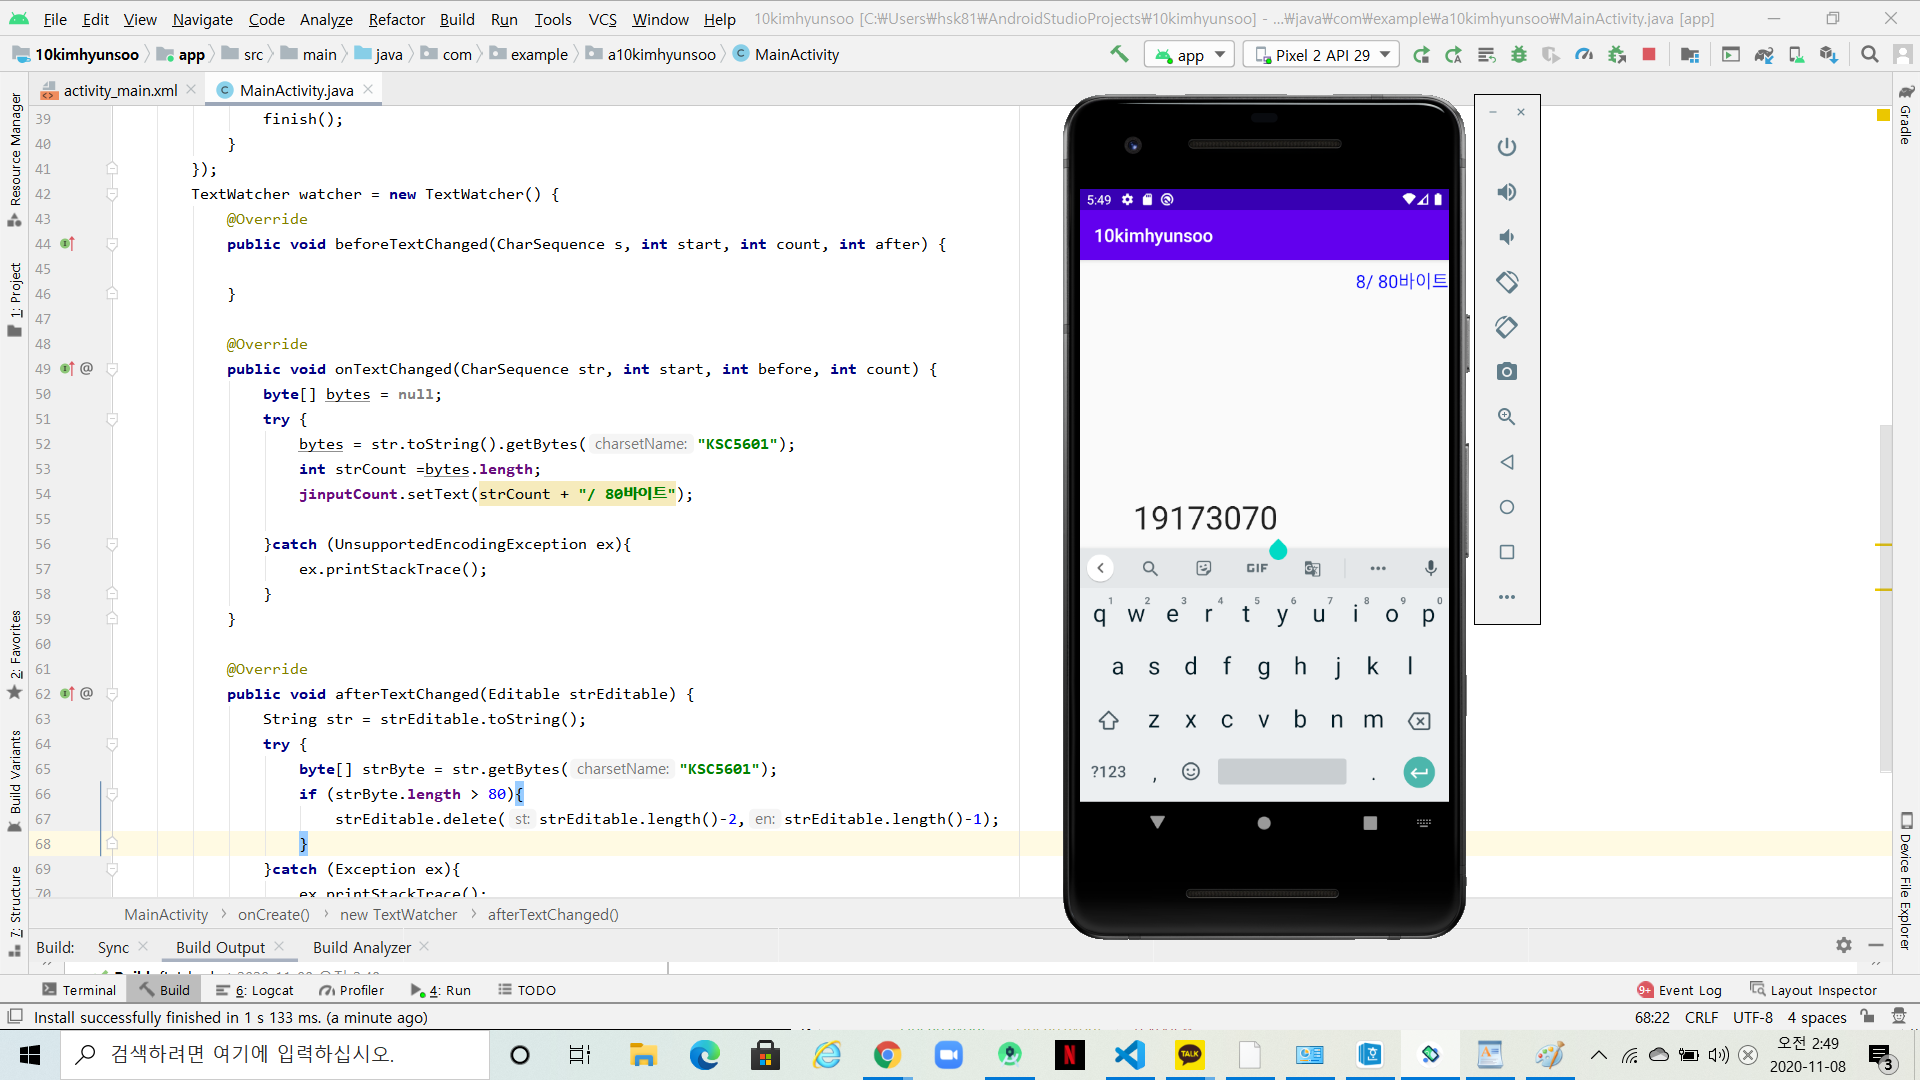 File Edit View Navigate Code Analyze Refactor Build Run Tools VCS Window Help 10kimhyunsoo [C:₩Users₩hsk81₩AndroidStudioProjects₩10kimhyunsoo] - ...₩java₩com₩example₩a10kimhyunsoo₩MainActivity.java [app]
10kimhyunsoo app src main java com example a10kimhyunsoo MainActivity app Pixel 2 API 29
activity_main.xml MainActivity.java
39 finish();
40 }
41 });
42 TextWatcher watcher = new TextWatcher() {
43 @Override
44 public void beforeTextChanged(CharSequence s, int start, int count, int after) {
45
46 }
47
48 @Override
49 @ public void onTextChanged(CharSequence str, int start, int before, int count) {
50 byte[] bytes = null;
51 try {
52 bytes = str.toString().getBytes( charsetName: "KSC5601");
53 int strCount =bytes.length;
54 jinputCount.setText(strCount + "/ 80바이트");
55
56 }catch (UnsupportedEncodingException ex){
57 ex.printStackTrace();
58 }
59 }
60
61 @Override
62 @ public void afterTextChanged(Editable strEditable) {
63 String str = strEditable.toString();
64 try {
65 byte[] strByte = str.getBytes( charsetName: "KSC5601");
66 if (strByte.length > 80){
67 strEditable.delete( st: strEditable.length()-2, en: strEditable.length()-1);
68 }
69 }catch (Exception ex){
70 ex.printStackTrace();
MainActivity > onCreate() > new TextWatcher > afterTextChanged()
Resource Manager
1: Project
2: Favorites
Build Variants
7: Structure
Gradle
Device File Explorer
5:49
10kimhyunsoo
8/ 80바이트
19173070
GIF
q1 w2 e3 r4 t5 y6 u7 i8 o9 p0
a s d f g h j k l
z x c v b n m
?123 , .
Build: Sync Build Output Build Analyzer
Terminal Build 6: Logcat Profiler 4: Run TODO 9+ Event Log Layout Inspector
Install successfully finished in 1 s 133 ms. (a minute ago) 68:22 CRLF UTF-8 4 spaces
검색하려면 여기에 입력하십시오. N TALK 오전 2:49
2020-11-08 3